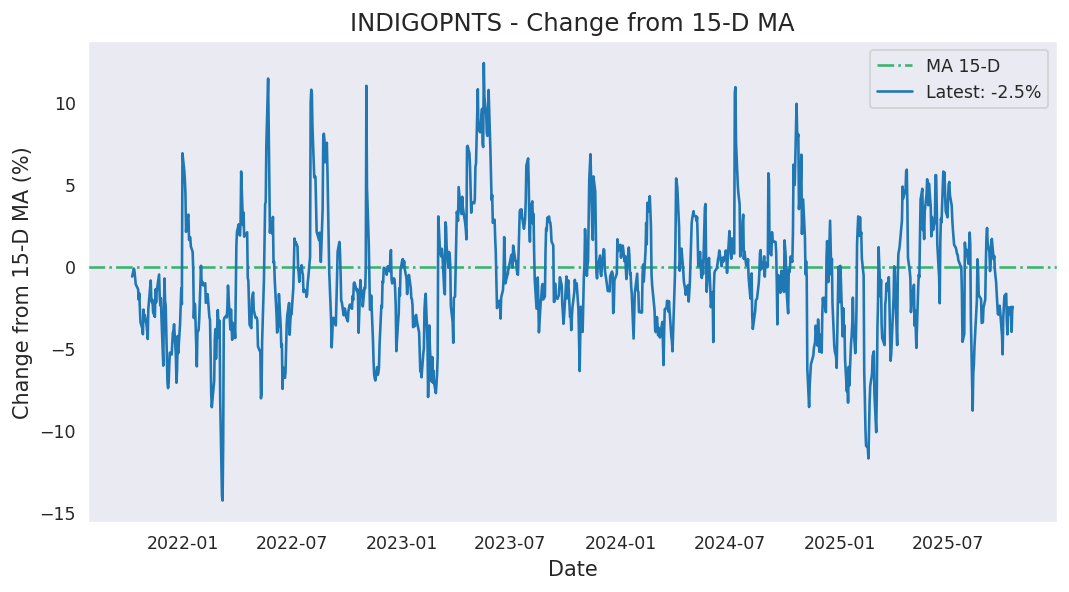 INDIGOPNTS - Change from 15-D MA
MA 15-D
Latest: -2.5%
Change from 15-D MA (%)
10
5
0
−5
−10
−15
2022-01
2022-07
2023-01
2023-07
2024-01
2024-07
2025-01
2025-07
Date